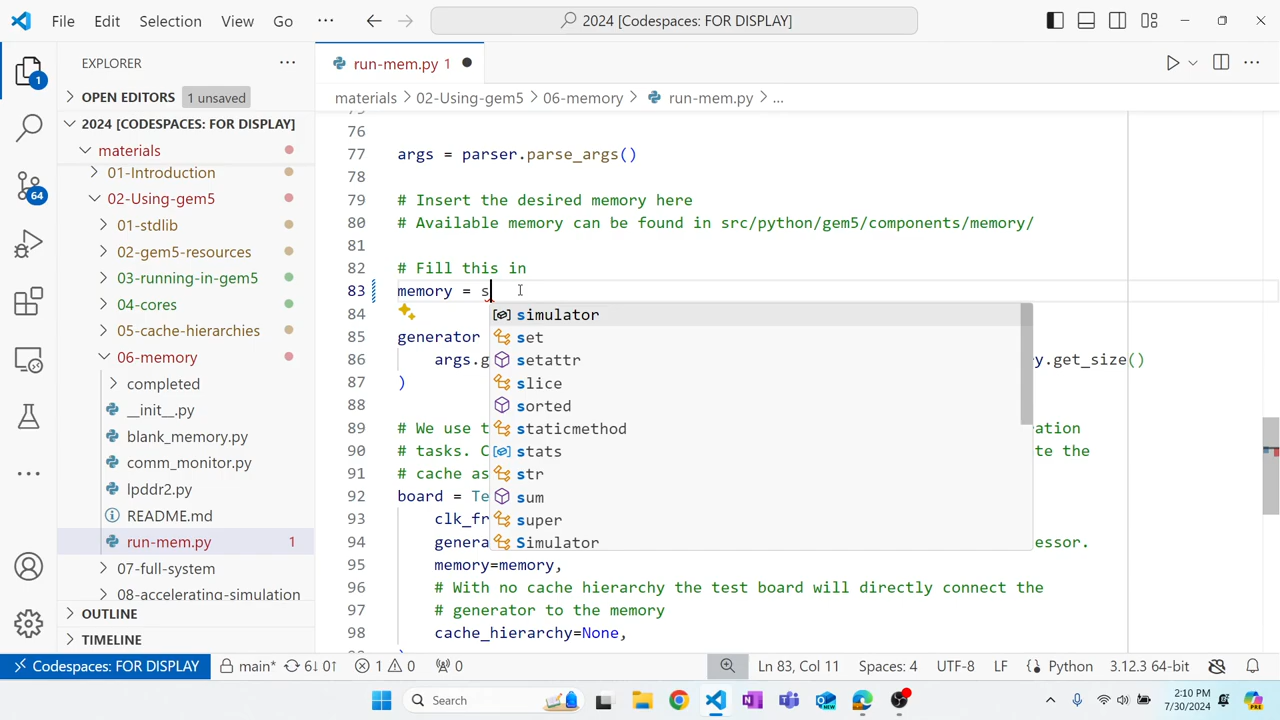 File Edit Selection View Go ··· 2024 [Codespaces: FOR DISPLAY]
EXPLORER ···
run-mem.py 1
OPEN EDITORS 1 unsaved
materials > 02-Using-gem5 > 06-memory > run-mem.py > ...
2024 [CODESPACES: FOR DISPLAY]
materials
01-Introduction
02-Using-gem5
01-stdlib
02-gem5-resources
03-running-in-gem5
04-cores
05-cache-hierarchies
06-memory
completed
__init__.py
blank_memory.py
comm_monitor.py
lpddr2.py
README.md
run-mem.py 1
07-full-system
08-accelerating-simulation
OUTLINE
TIMELINE
1
64
76
77 args = parser.parse_args()
78
79 # Insert the desired memory here
80 # Available memory can be found in src/python/gem5/components/memory/
81
82 # Fill this in
83 memory = s
84
85 generator
86 args.g ry.get_size()
87 )
88
89 # We use t ration
90 # tasks. C te the
91 # cache as
92 board = Te
93 clk_fr
94 genera essor.
95 memory=memory,
96 # With no cache hierarchy the test board will directly connect the
97 # generator to the memory
98 cache_hierarchy=None,
simulator
set
setattr
slice
sorted
staticmethod
stats
str
sum
super
Simulator
Codespaces: FOR DISPLAY main* 6↓ 0↑ 1 0 0 Ln 83, Col 11 Spaces: 4 UTF-8 LF Python 3.12.3 64-bit
Search
2:10 PM
7/30/2024